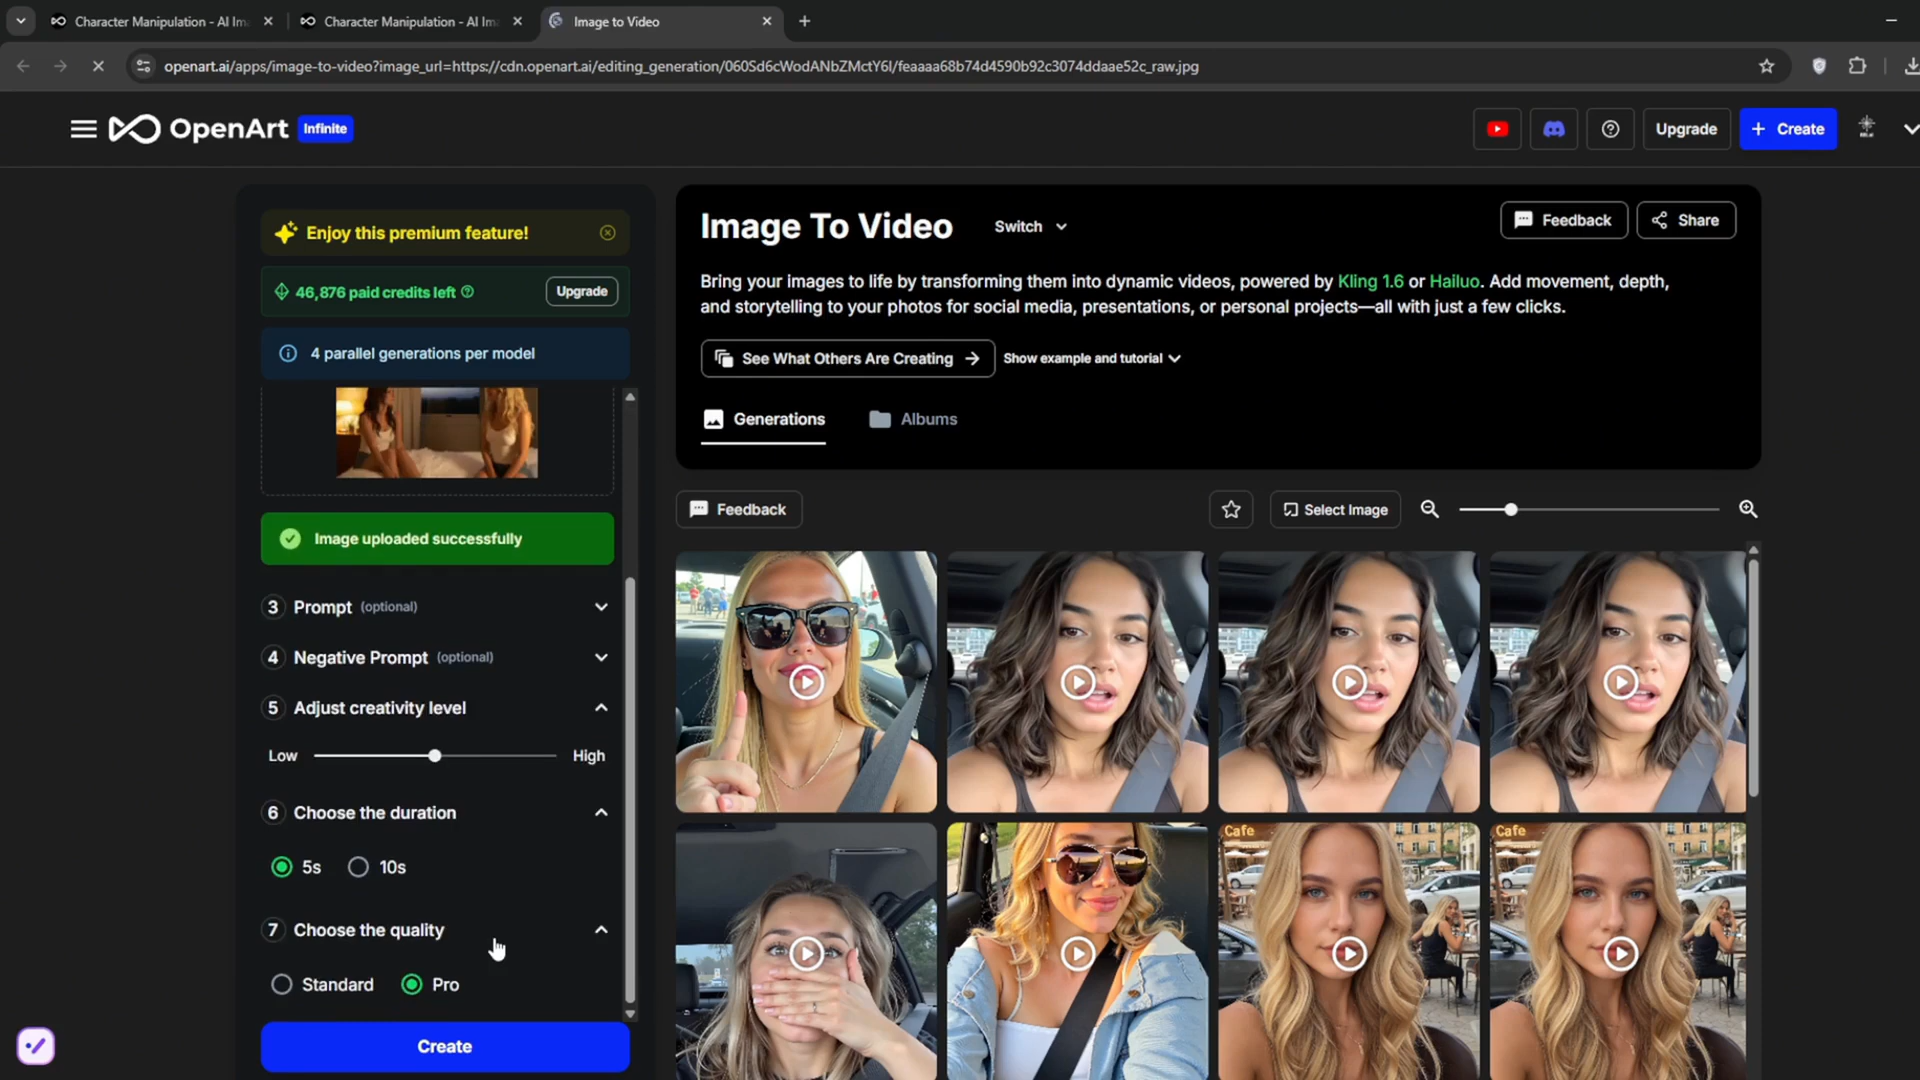 Character Manipulation - AI Im
Character Manipulation - AI Im
Image to Video
openart.ai/apps/image-to-video?image_url=https://cdn.openart.ai/editing_generation/060Sd6cWodANbZMctY6l/feaaaa68b74d4590b92c3074ddaae52c_raw.jpg
OpenArt
Infinite
Upgrade
+ Create
Enjoy this premium feature!
46,876 paid credits left
Upgrade
4 parallel generations per model
Image uploaded successfully
3 Prompt (optional)
4 Negative Prompt (optional)
5 Adjust creativity level
Low
High
6 Choose the duration
5s
10s
7 Choose the quality
Standard
Pro
Create
Image To Video
Switch
Feedback
Share
Bring your images to life by transforming them into dynamic videos, powered by Kling 1.6 or Hailuo. Add movement, depth,
and storytelling to your photos for social media, presentations, or personal projects—all with just a few clicks.
See What Others Are Creating
Show example and tutorial
Generations
Albums
Feedback
Select Image
Cafe
Cafe